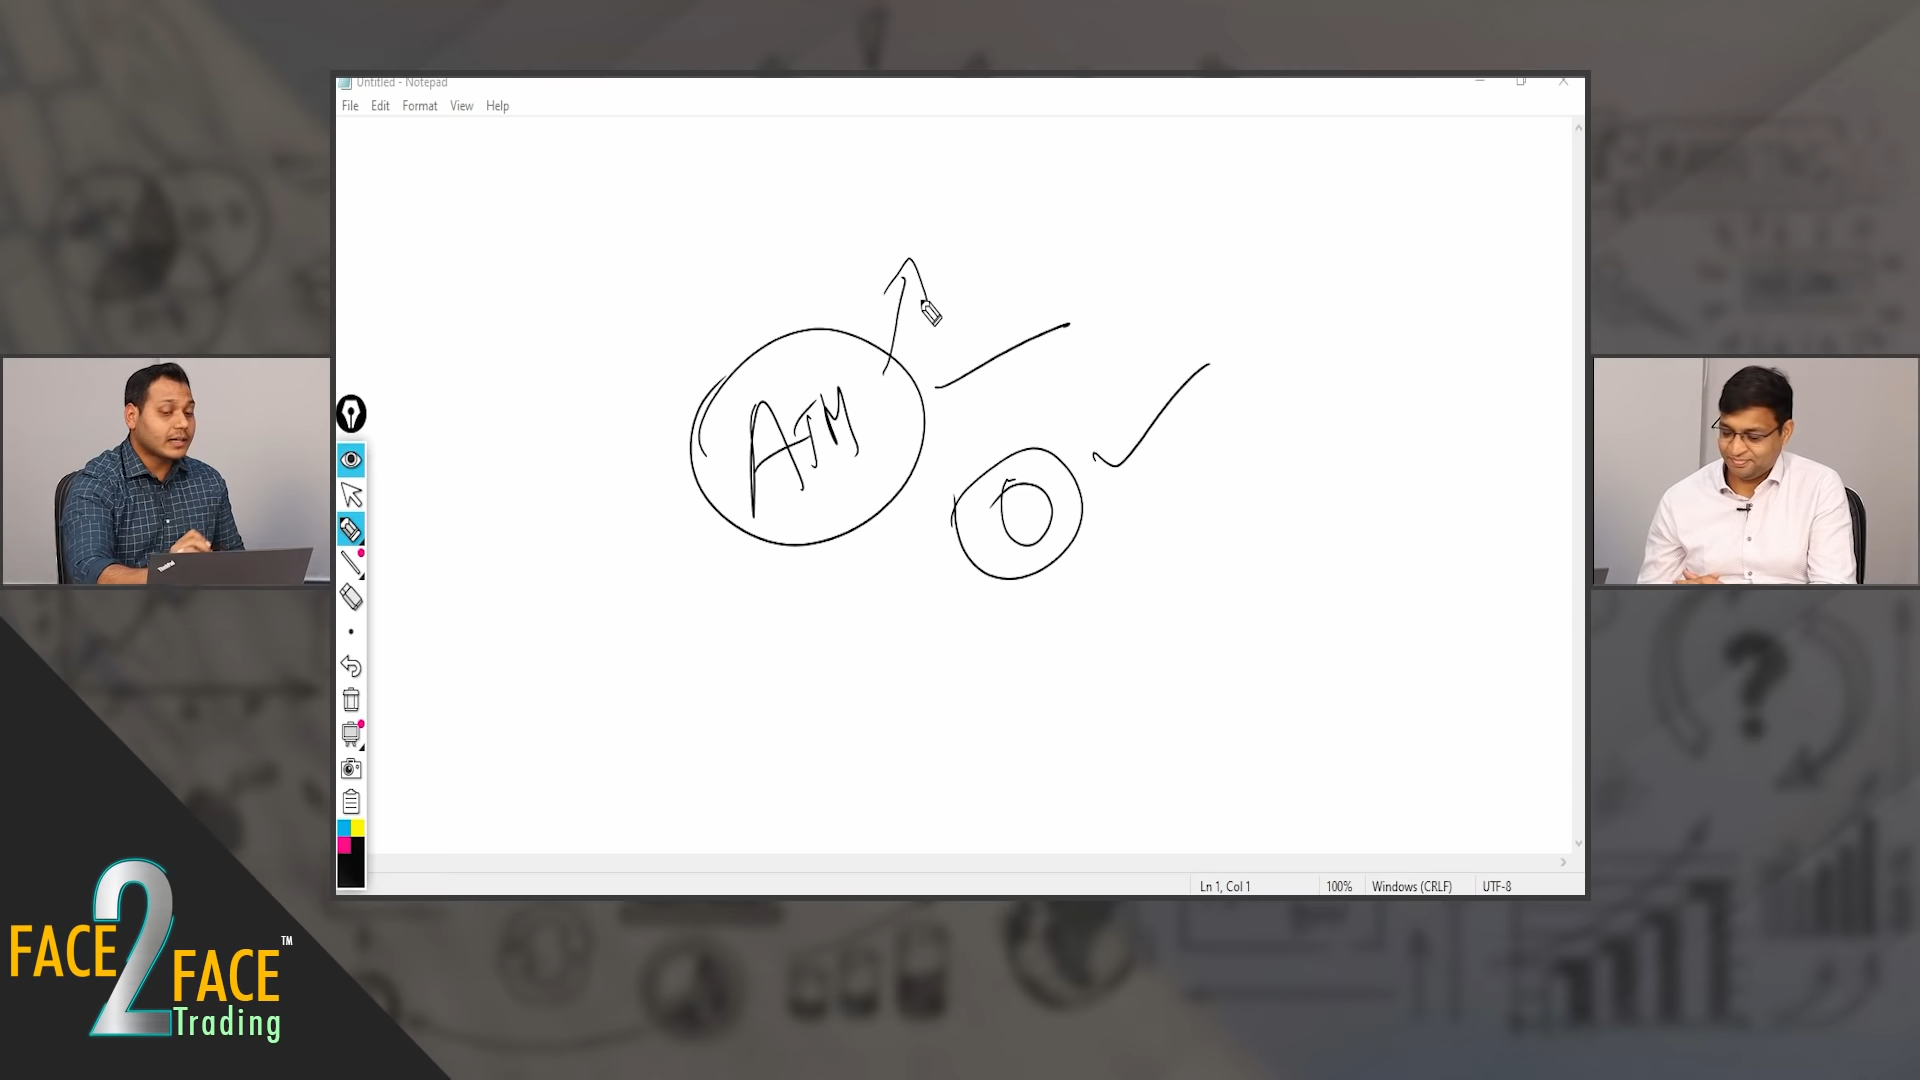 Untitled - Notepad
File Edit Format View Help
ATM
O
Ln 1, Col 1 100% Windows (CRLF) UTF-8
FACE 2 FACE ™
Trading